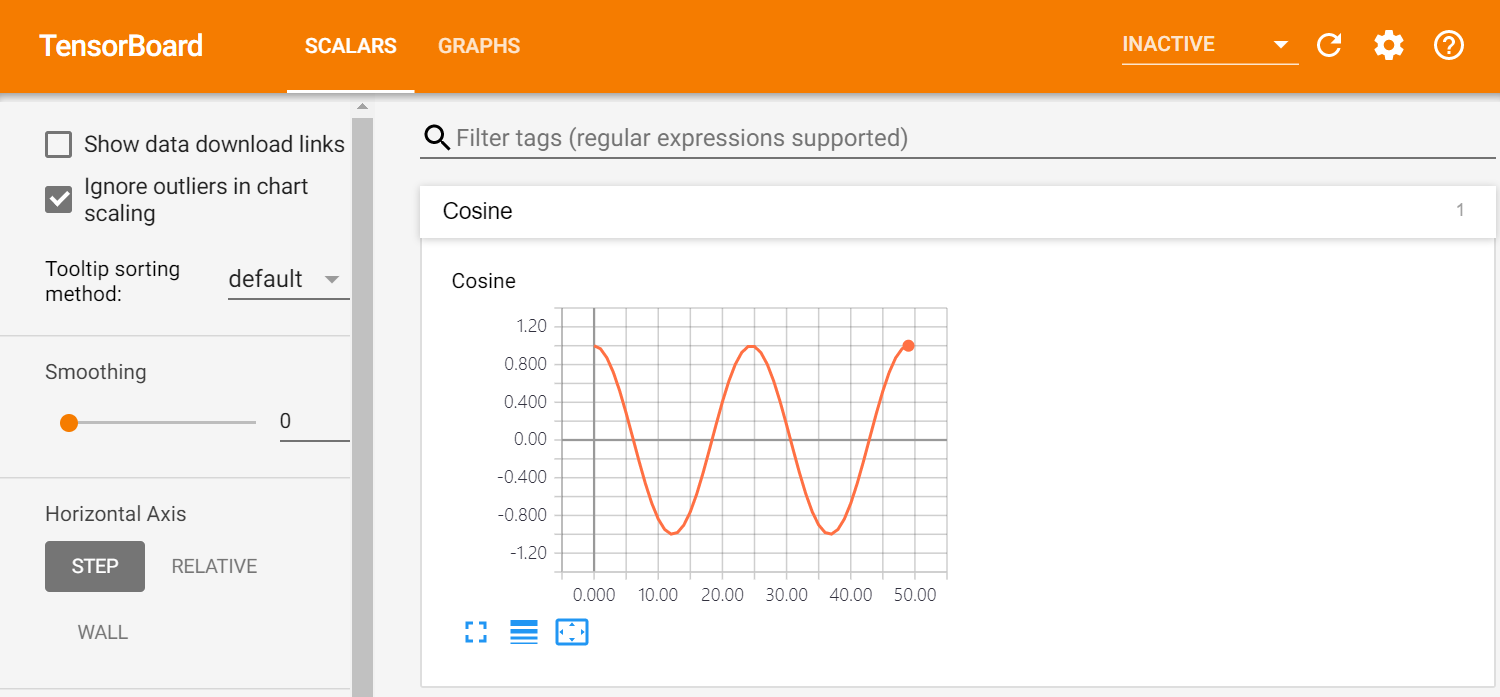 TensorBoard
SCALARS
GRAPHS
INACTIVE
Show data download links
Ignore outliers in chart
scaling
Tooltip sorting
method:
default
Smoothing
0
Horizontal Axis
STEP
RELATIVE
WALL
Filter tags (regular expressions supported)
Cosine
1
Cosine
1.20
0.800
0.400
0.00
-0.400
-0.800
-1.20
0.000 10.00 20.00 30.00 40.00 50.00